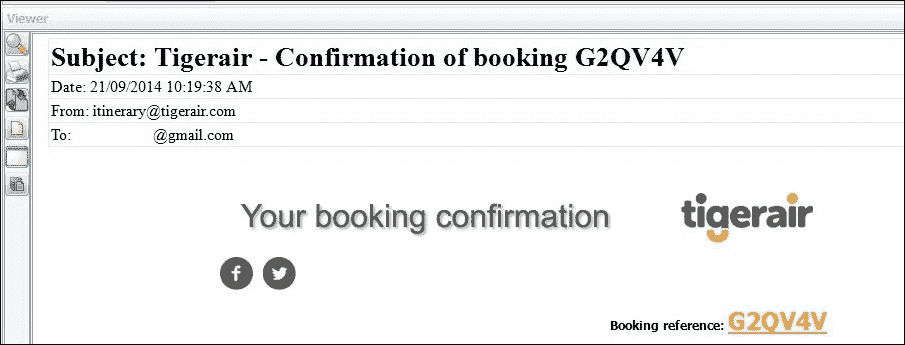 Viewer
Subject: Tigerair - Confirmation of booking G2QV4V
Date: 21/09/2014 10:19:38 AM
From: itinerary@tigerair.com
To: @gmail.com
Your booking confirmation
tigerair
Booking reference: G2QV4V